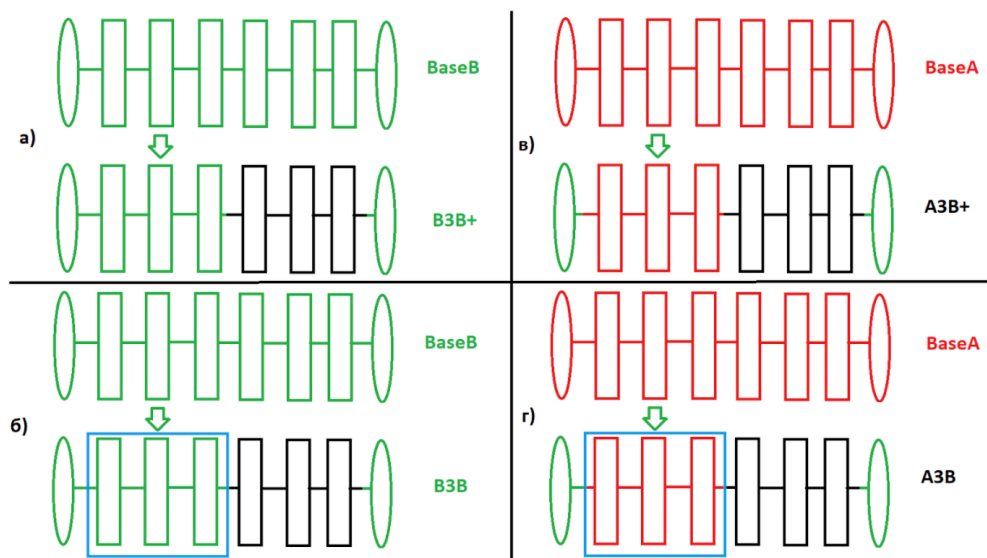 BaseB
а)
B3B+
BaseA
в)
A3B+
BaseB
б)
B3B
BaseA
г)
A3B